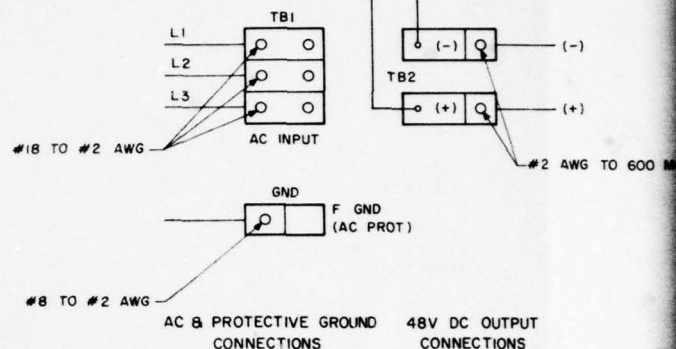 TB1
L1
L2
L3
AC INPUT
#18 TO #2 AWG
(-)
(-)
TB2
(+)
(+)
#2 AWG TO 600
GND
F GND
(AC PROT)
#8 TO #2 AWG
AC & PROTECTIVE GROUND
CONNECTIONS
48V DC OUTPUT
CONNECTIONS